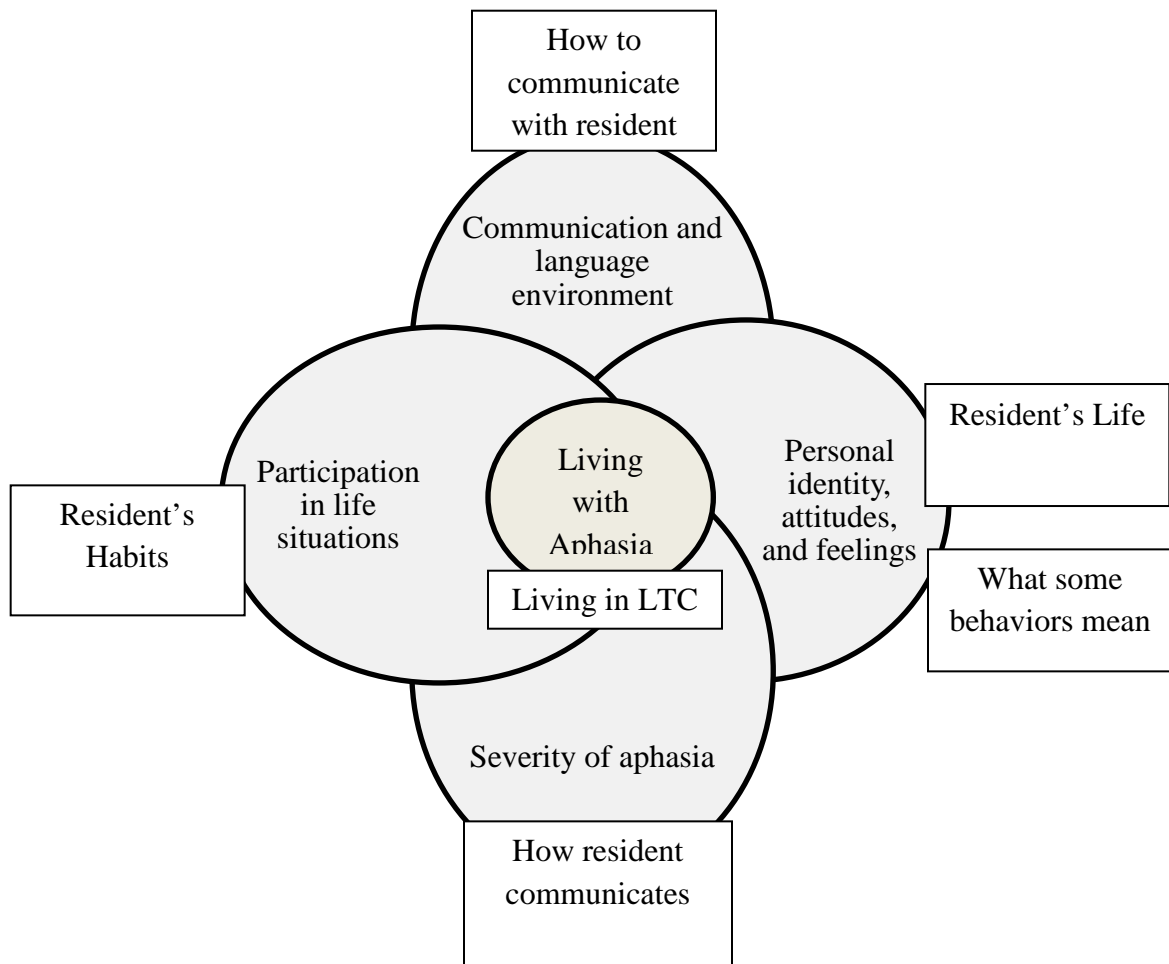 How to
communicate
with resident
Communication and
language
environment
Participation
in life
situations
Resident's
Habits
Living
with
Aphasia
Living in LTC
Personal
identity,
attitudes,
and feelings
Resident's Life
What some
behaviors mean
Severity of aphasia
How resident
communicates